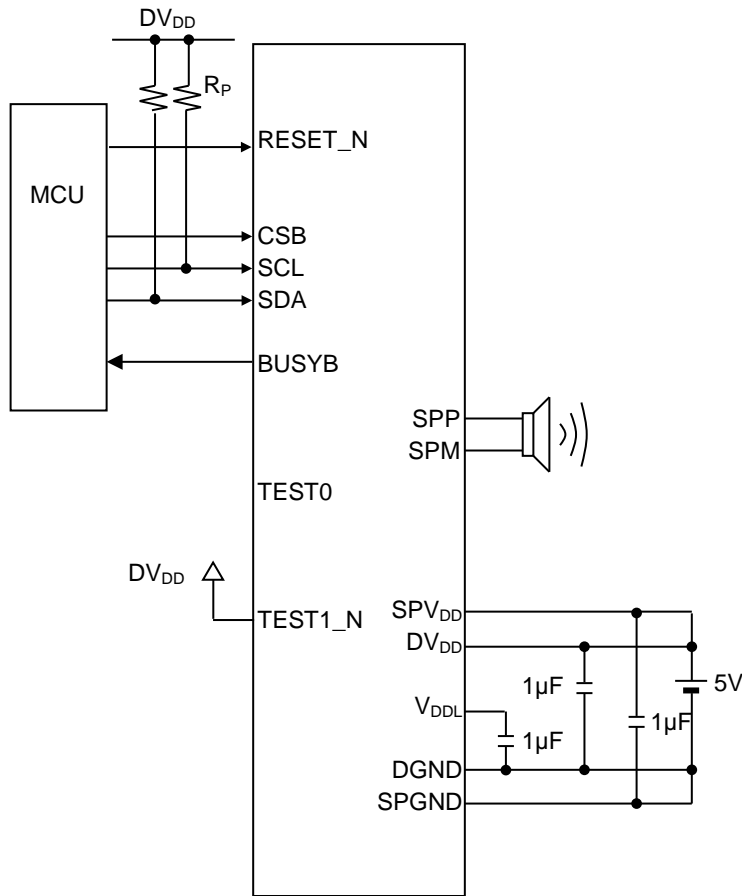 DVDD
RP
MCU
RESET_N
CSB
SCL
SDA
BUSYB
SPP
SPM
TEST0
DVDD
TEST1_N
SPVDD
DVDD
1µF
5V
VDDL
1µF
1µF
DGND
SPGND